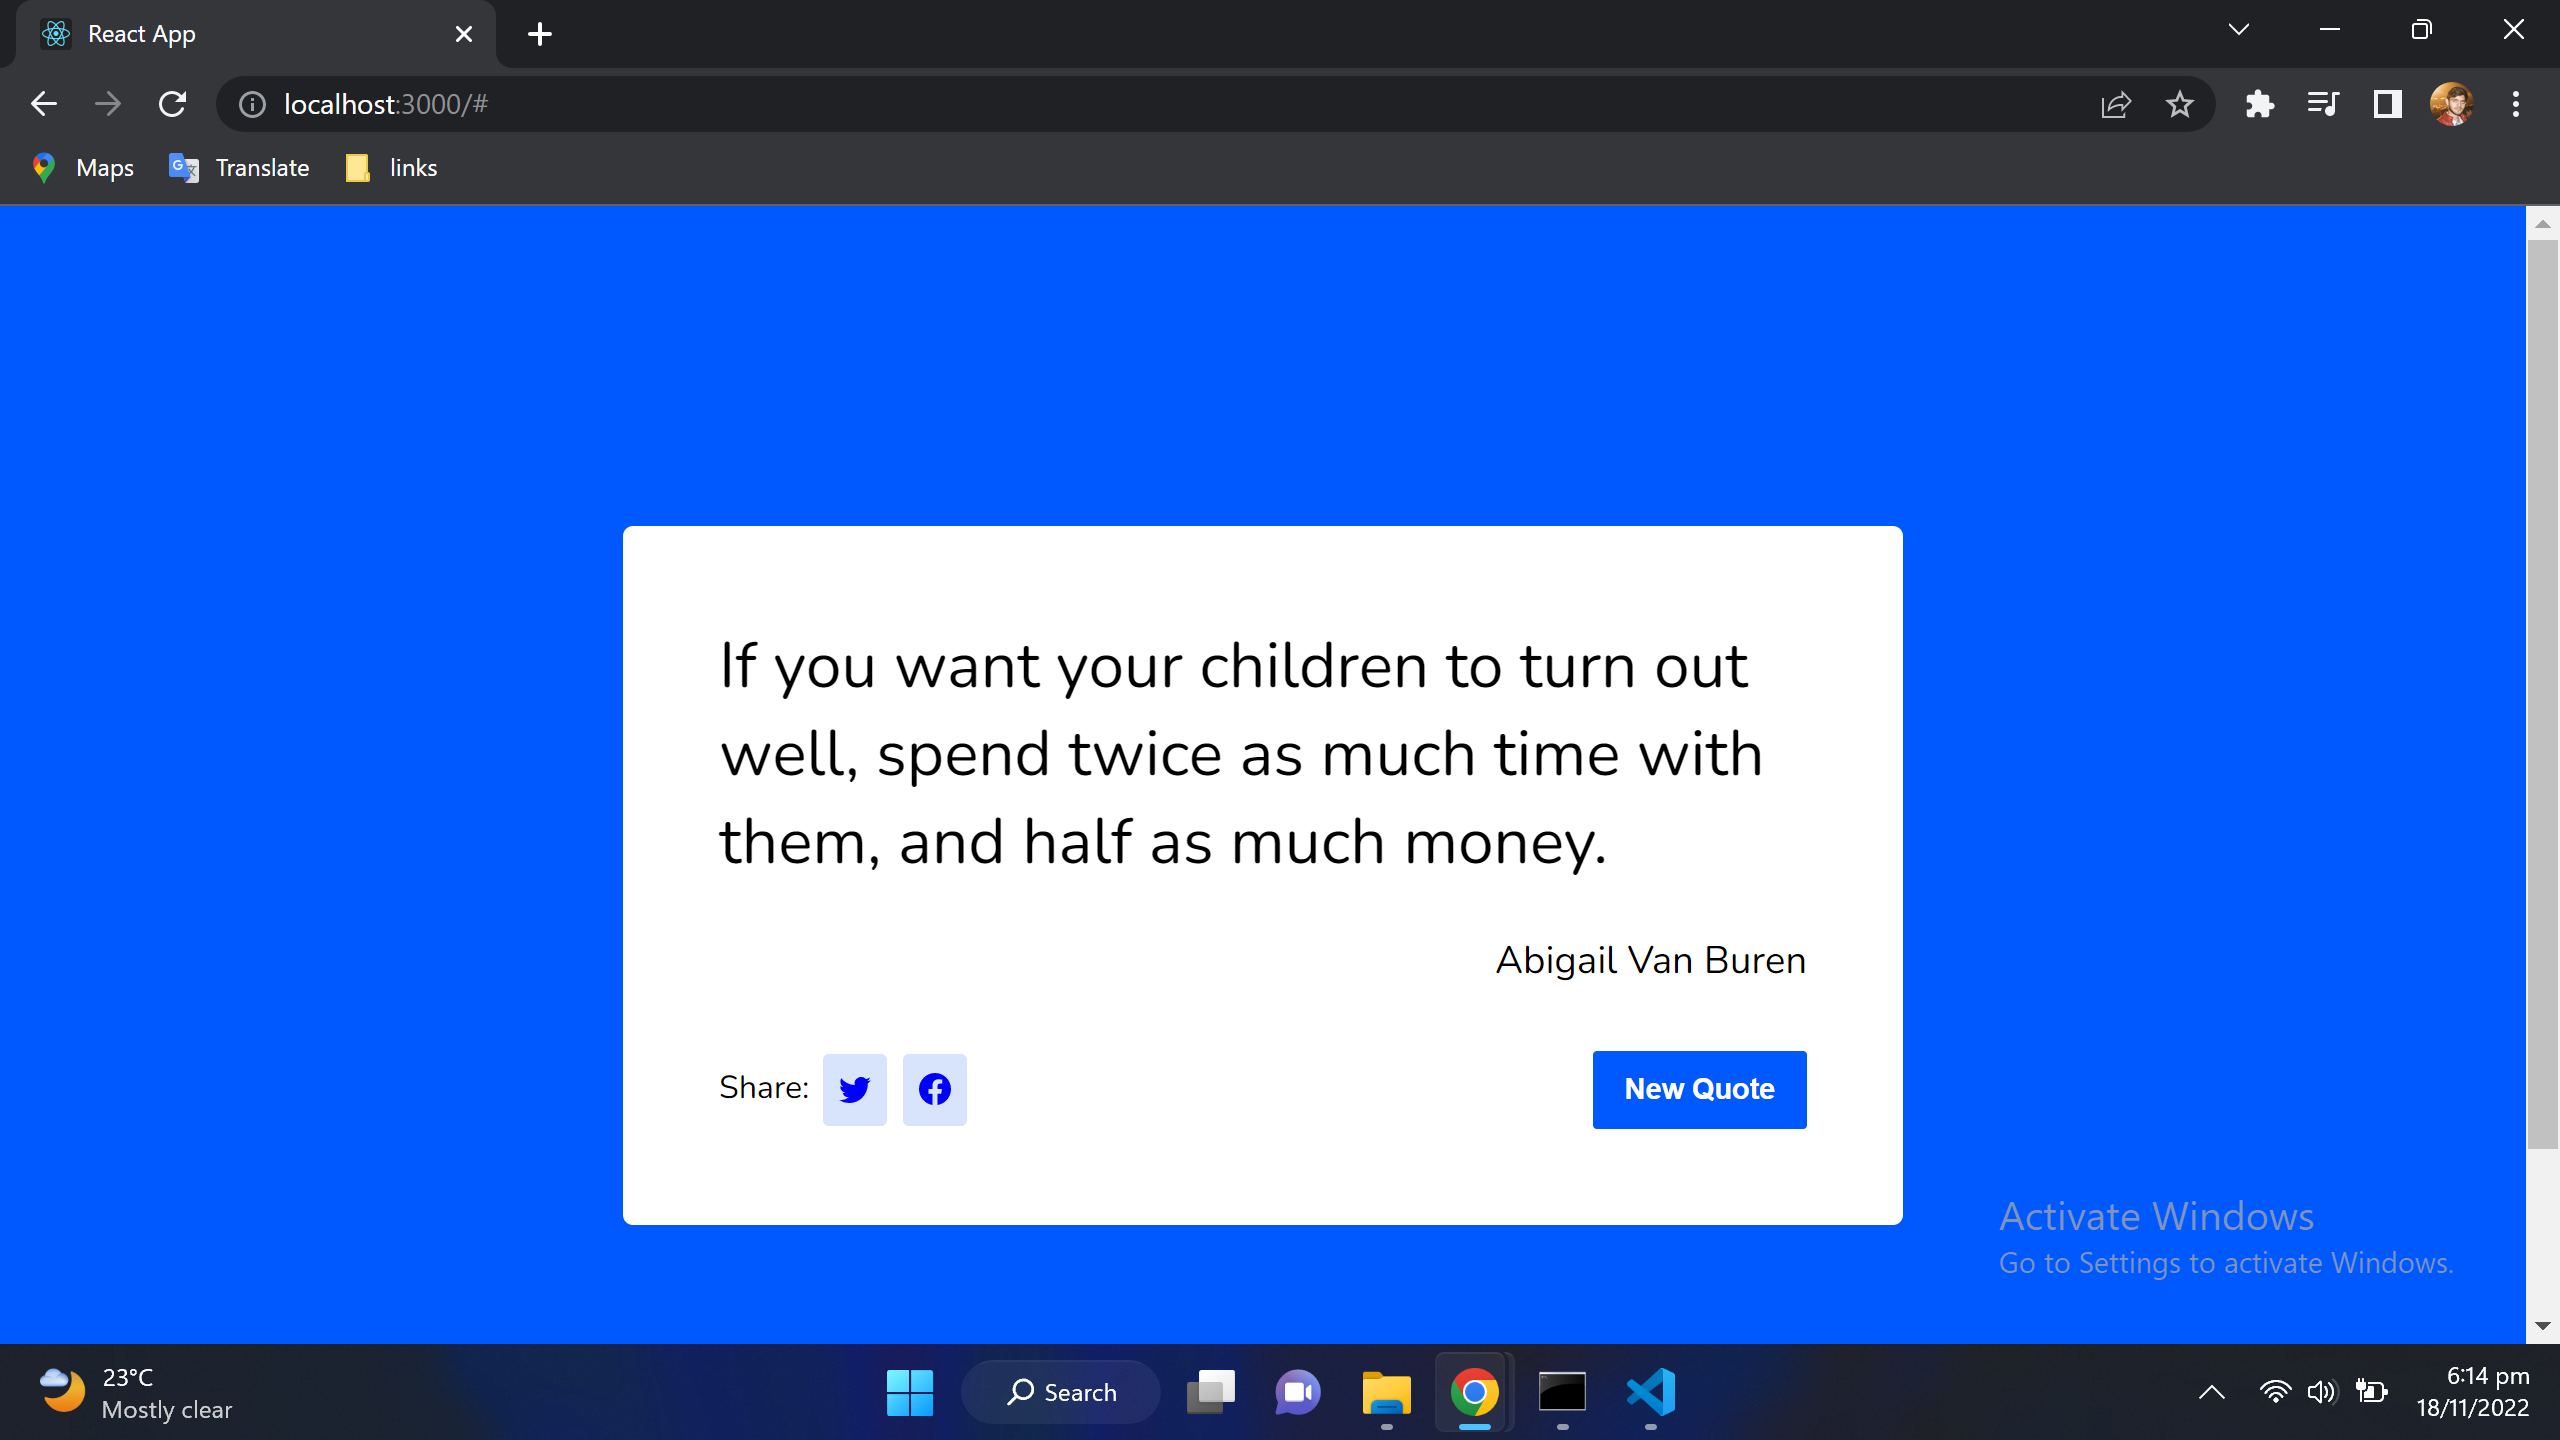 React App
localhost:3000/#
Maps Translate links
If you want your children to turn out
well, spend twice as much time with
them, and half as much money.
Abigail Van Buren
Share:
New Quote
Activate Windows
Go to Settings to activate Windows.
23°C
Mostly clear
Search
6:14 pm
18/11/2022